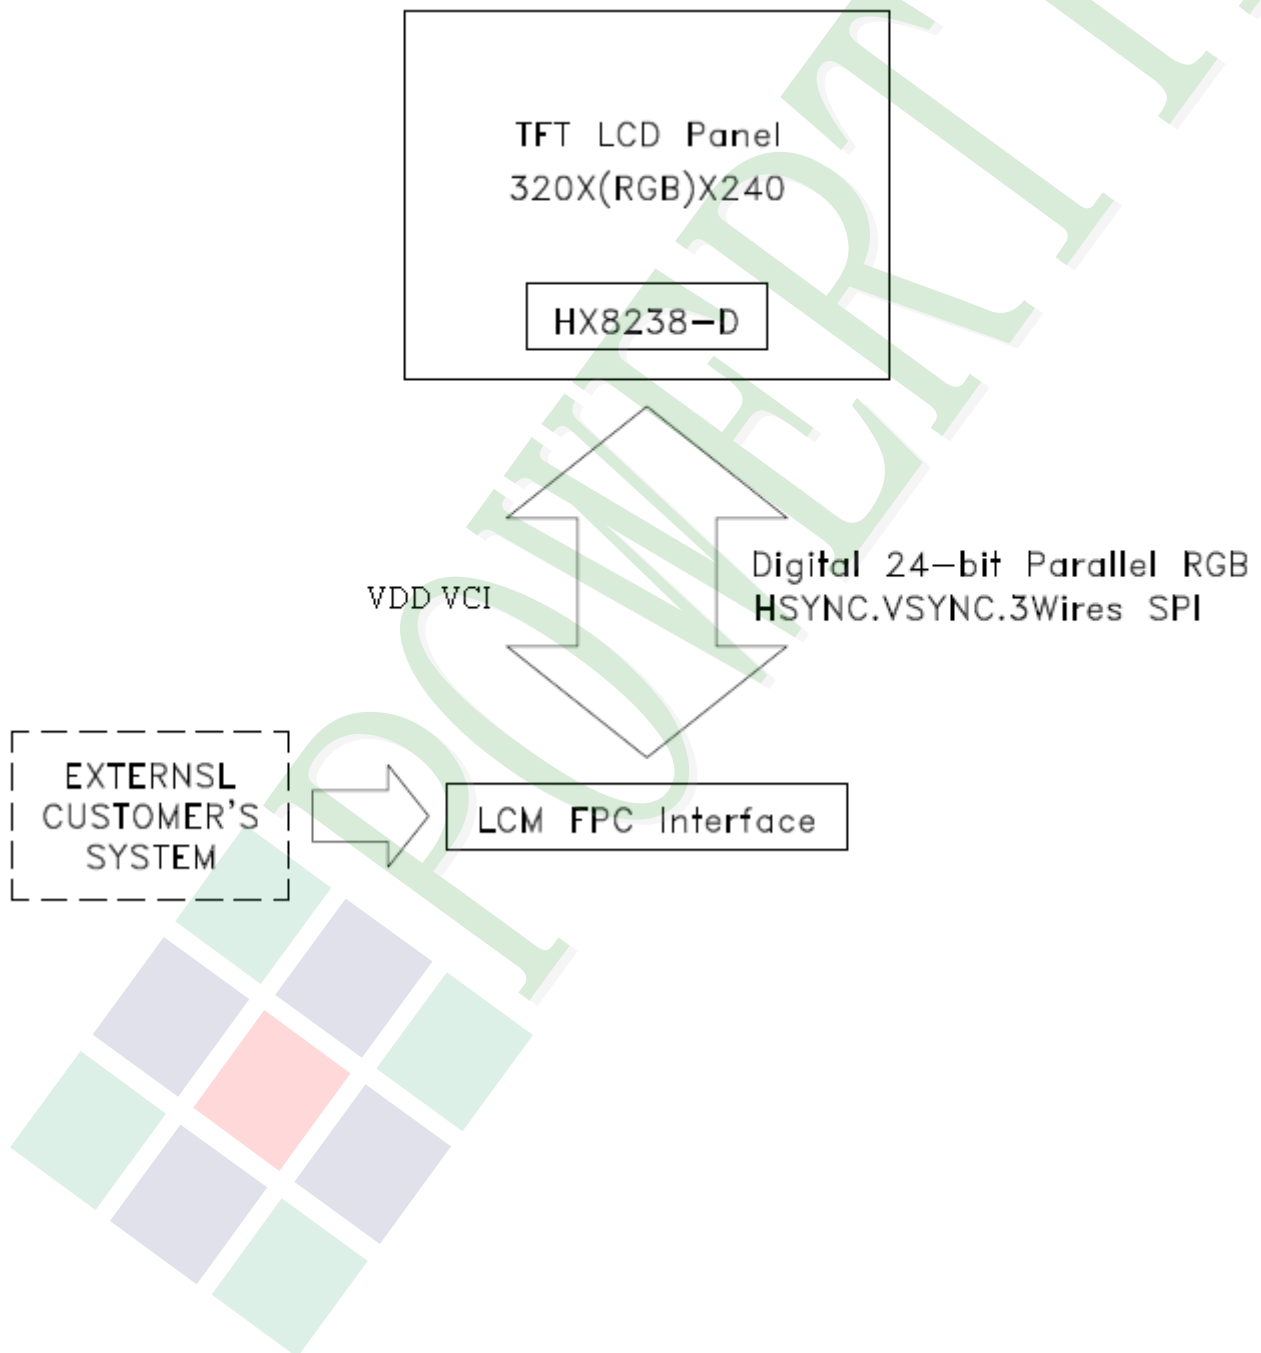 TFT LCD Panel
320X(RGB)X240
HX8238-D
VDD VCI
Digital 24-bit Parallel RGB
HSYNC.VSYNC.3Wires SPI
EXTERNSL
CUSTOMER'S
SYSTEM
LCM FPC Interface
POWERT